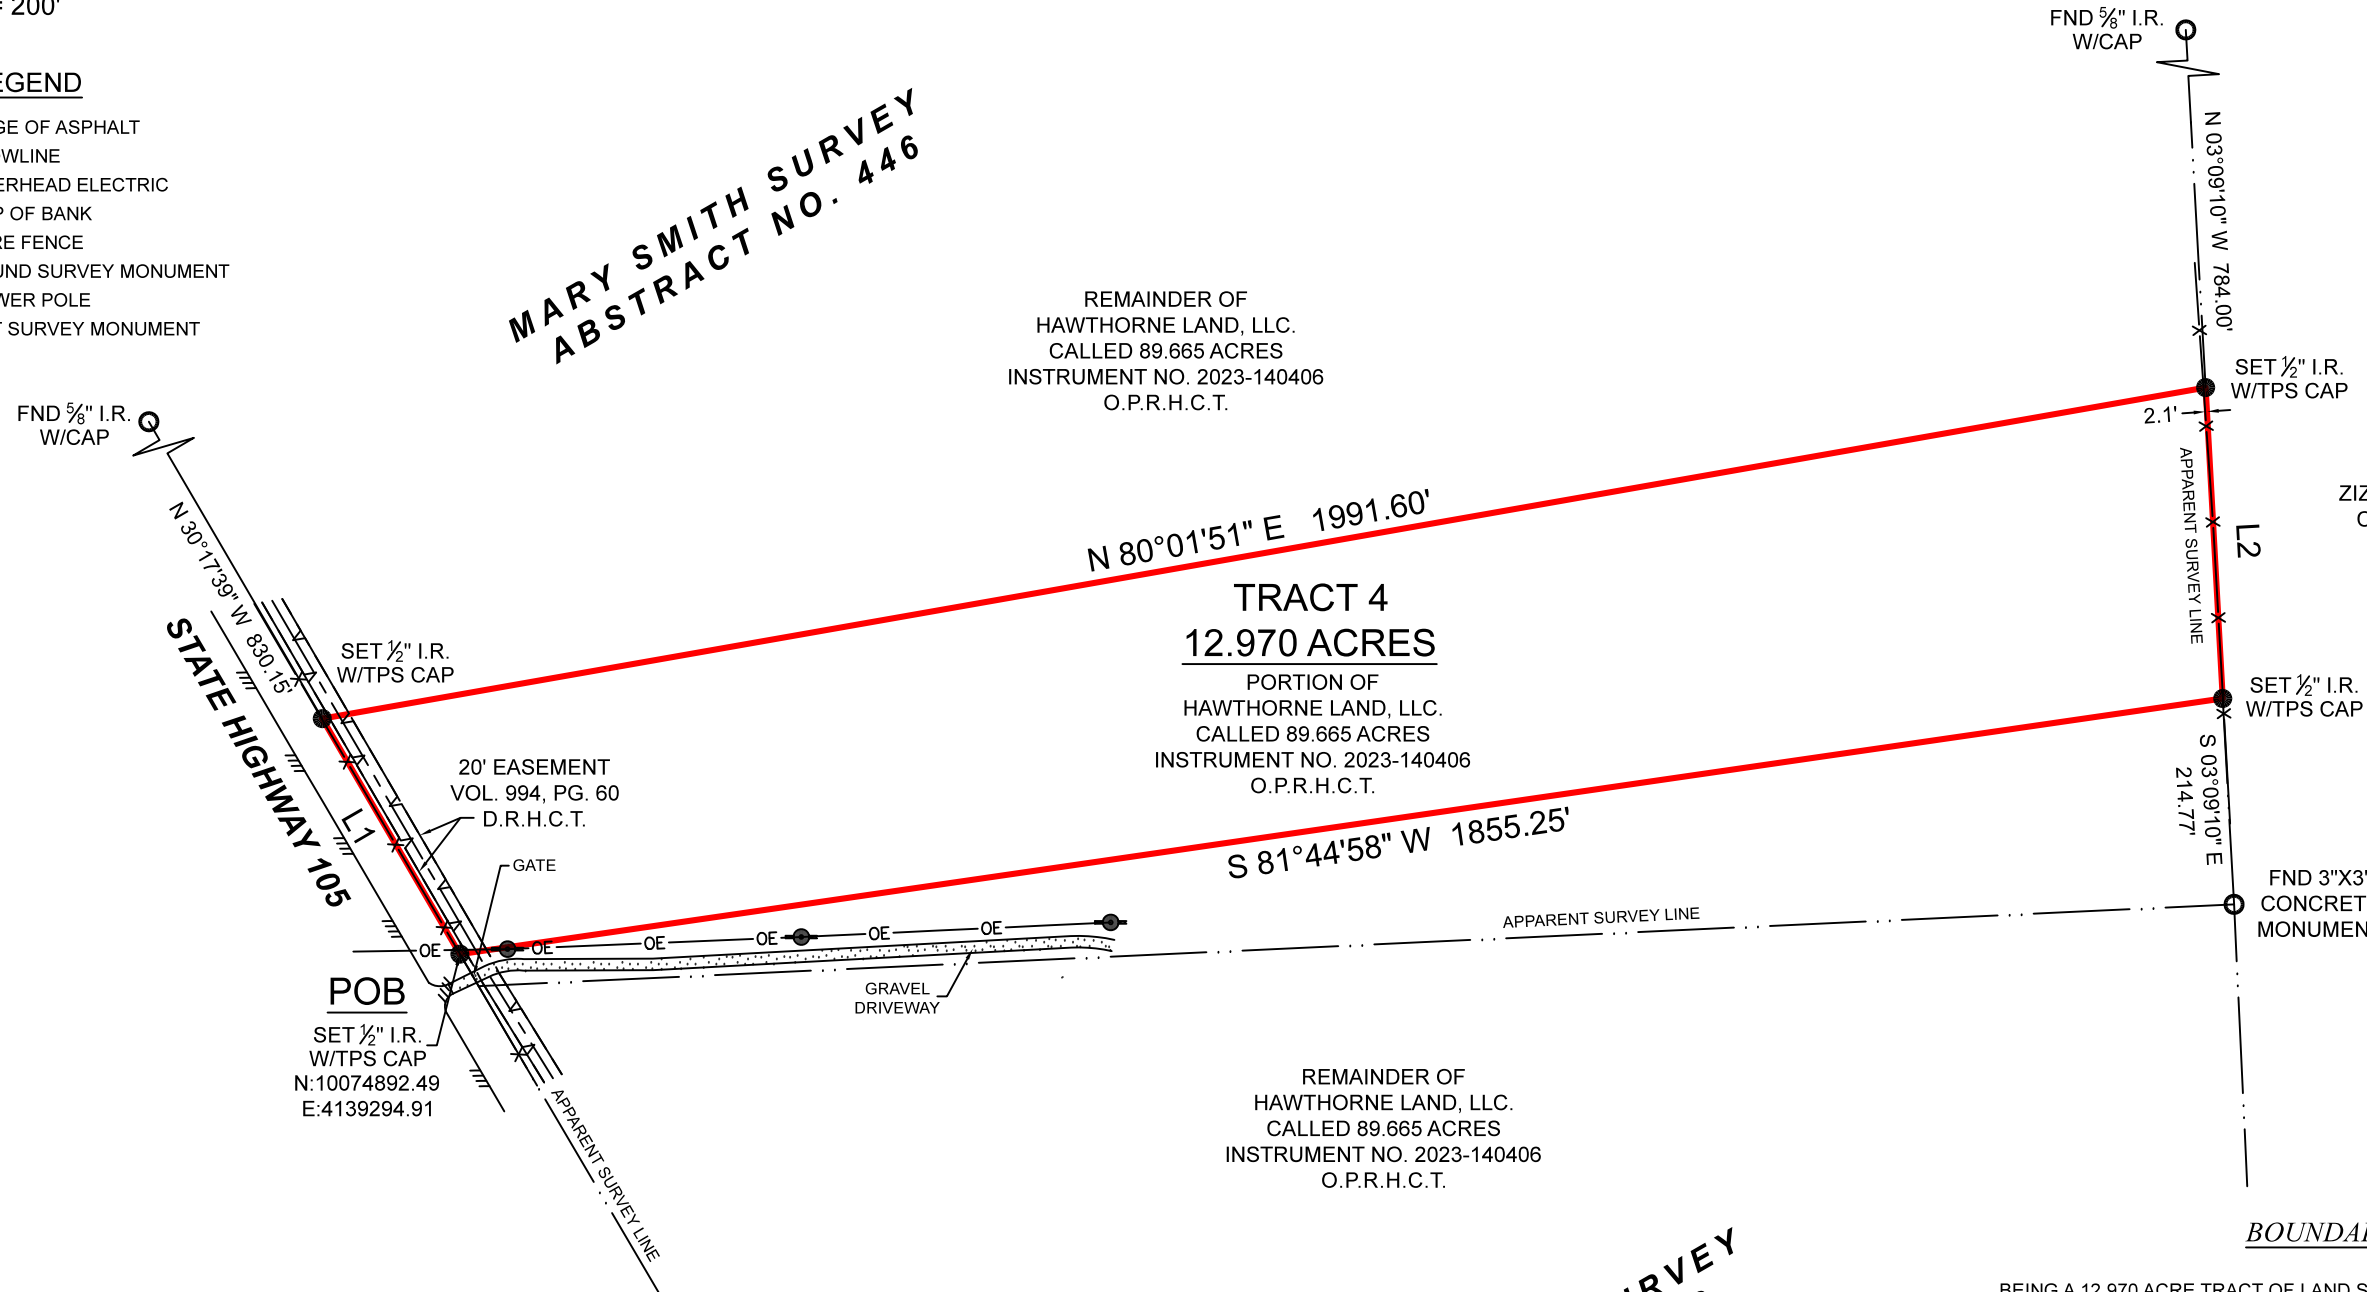 = 200'
EGEND
GE OF ASPHALT
OWLINE
ERHEAD ELECTRIC
P OF BANK
RE FENCE
UND SURVEY MONUMENT
WER POLE
T SURVEY MONUMENT
FND 5/8" I.R.
W/CAP
MARY SMITH SURVEY
ABSTRACT NO. 446
REMAINDER OF
HAWTHORNE LAND, LLC.
CALLED 89.665 ACRES
INSTRUMENT NO. 2023-140406
O.P.R.H.C.T.
FND 5/8" I.R.
W/CAP
N 03°09'10" W 784.00'
SET 1/2" I.R.
W/TPS CAP
2.1'
APPARENT SURVEY LINE
L2
ZIZ
C
N 30°17'39" W 830.15'
STATE HIGHWAY 105
SET 1/2" I.R.
W/TPS CAP
N 80°01'51" E 1991.60'
TRACT 4
12.970 ACRES
PORTION OF
HAWTHORNE LAND, LLC.
CALLED 89.665 ACRES
INSTRUMENT NO. 2023-140406
O.P.R.H.C.T.
SET 1/2" I.R.
W/TPS CAP
S 03°09'10" E
214.77'
20' EASEMENT
VOL. 994, PG. 60
D.R.H.C.T.
L1
GATE
S 81°44'58" W 1855.25'
FND 3"X3"
CONCRET
MONUMEN
APPARENT SURVEY LINE
OE
OE
OE
OE
OE
OE
GRAVEL
DRIVEWAY
POB
SET 1/2" I.R.
W/TPS CAP
N:10074892.49
E:4139294.91
APPARENT SURVEY LINE
REMAINDER OF
HAWTHORNE LAND, LLC.
CALLED 89.665 ACRES
INSTRUMENT NO. 2023-140406
O.P.R.H.C.T.
RVEY
BOUNDAR
BEING A 12.970 ACRE TRACT OF LAND S